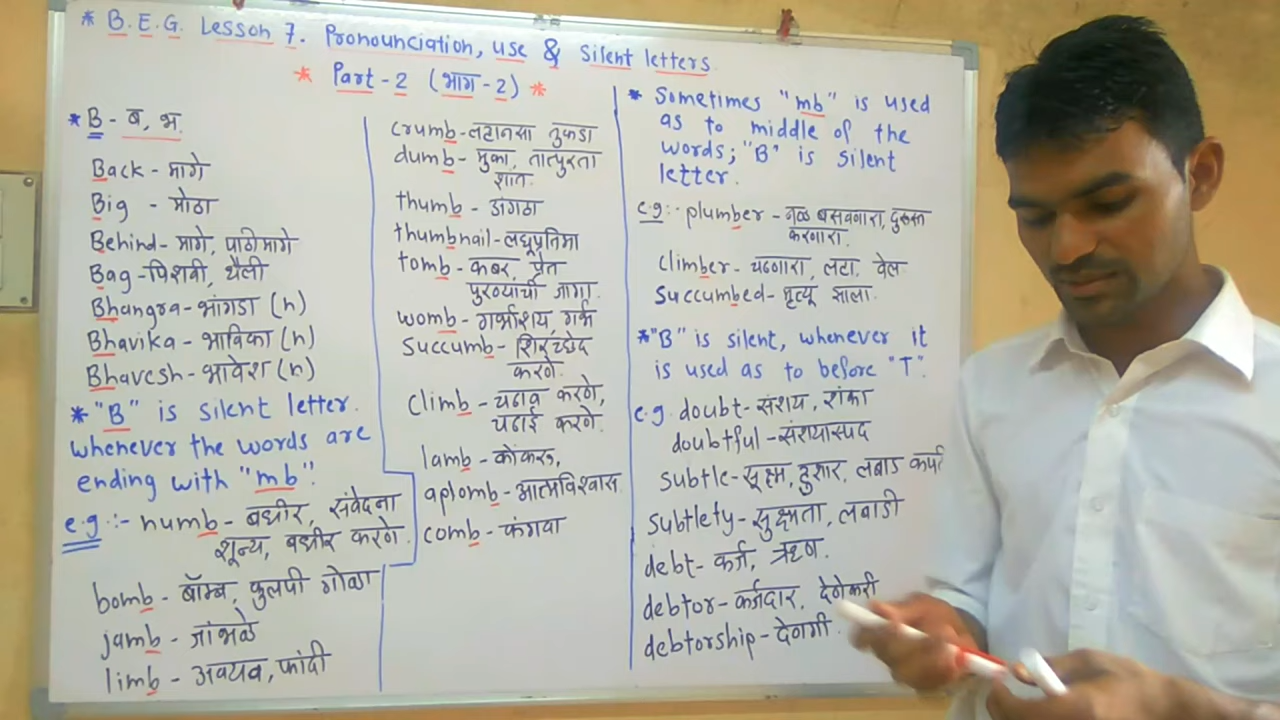 * B.E.G. Lesson 7. Pronounciation, use & Silent letters
* Part-2 (भाग-2) *
* B - ब, भ.
Back - मागे
Big - मोठा
Behind - मागे, पाठीमागे
Bag - पिशवी, थैली
Bhangra - भांगडा (n)
Bhavika - भाविका (n)
Bhavesh - भावेश (n)
* "B" is silent letter.
whenever the words are
ending with "mb".
e.g :- numb - बधीर, संवेदना
शून्य, बधीर करणे.
bomb - बॉम्ब, कुलपी गोळा
jamb - जांभळे
limb - अवयव, फांदी
crumb - लहानसा तुकडा
dumb - मुका, तात्पुरता
शांत.
thumb - अंगठा
thumbnail - लघूप्रतिमा
tomb - कबर, प्रेत
पुरण्याची जागा.
womb - गर्भाशय, गर्भ
Succumb - शिरच्छेद
करणे.
climb - चढाव करणे,
चढाई करणे.
lamb - कोकरू,
aplomb - आत्मविश्वास
comb - कंगवा
* Sometimes "mb" is used
as to middle of the
words; "B" is silent
letter.
e.g :- plumber - नळ बसवणारा, दुरुस्त
करणारा.
climber - चढणारा, लटा, वेल
Succumbed - मृत्यू झाला.
* "B" is silent, whenever it
is used as to before "T".
e.g. doubt - संशय, शंका
doubtful - संशयास्पद
subtle - सूक्ष्म, हुशार, लबाड
subtlety - सुक्ष्मता, लबाडी
debt - कर्ज, ऋण.
debtor - कर्जदार, देणेकरी
debtorship - देणगी.